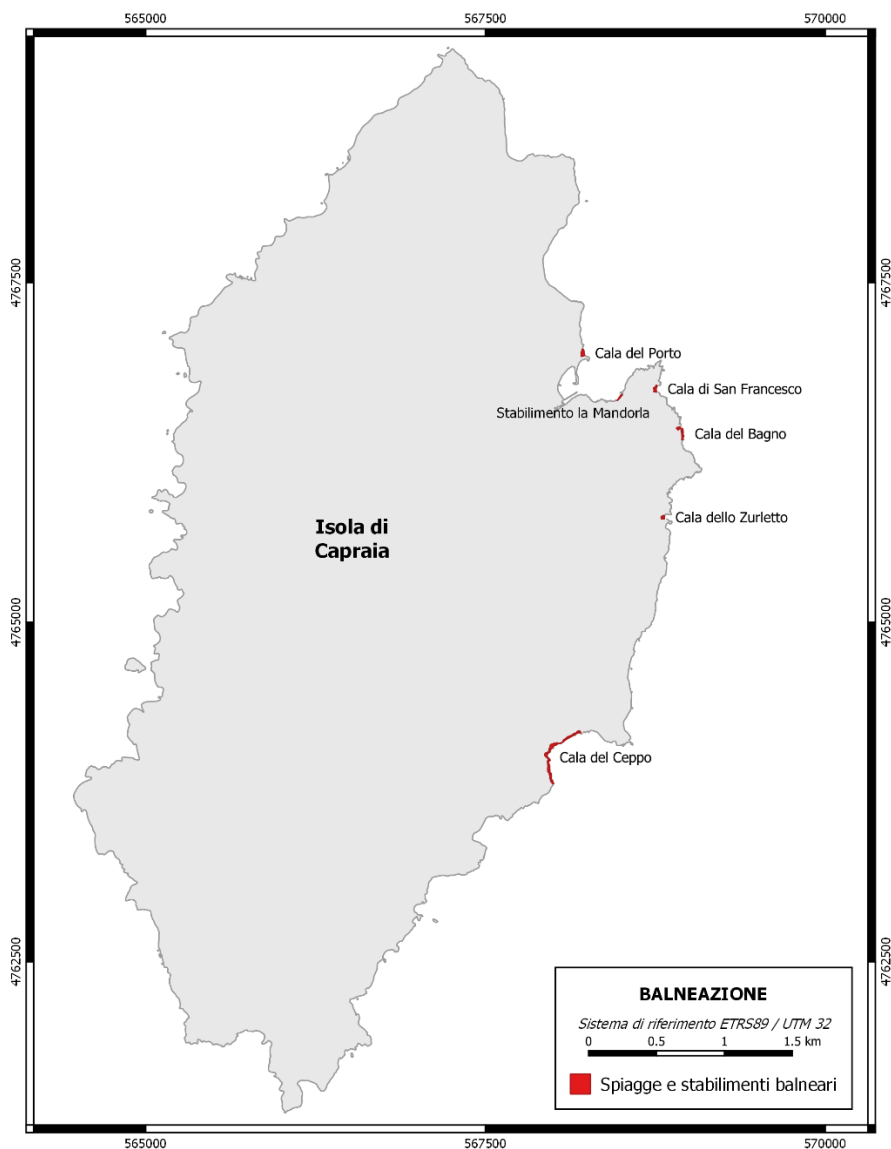 565000
567500
570000
4767500
4767500
Cala del Porto
Cala di San Francesco
Stabilimento la Mandorla
Cala del Bagno
Cala dello Zurletto
Isola di
Capraia
4765000
4765000
Cala del Ceppo
4762500
4762500
BALNEAZIONE
Sistema di riferimento ETRS89 / UTM 32
0 0.5 1 1.5 km
Spiagge e stabilimenti balneari
565000
567500
570000